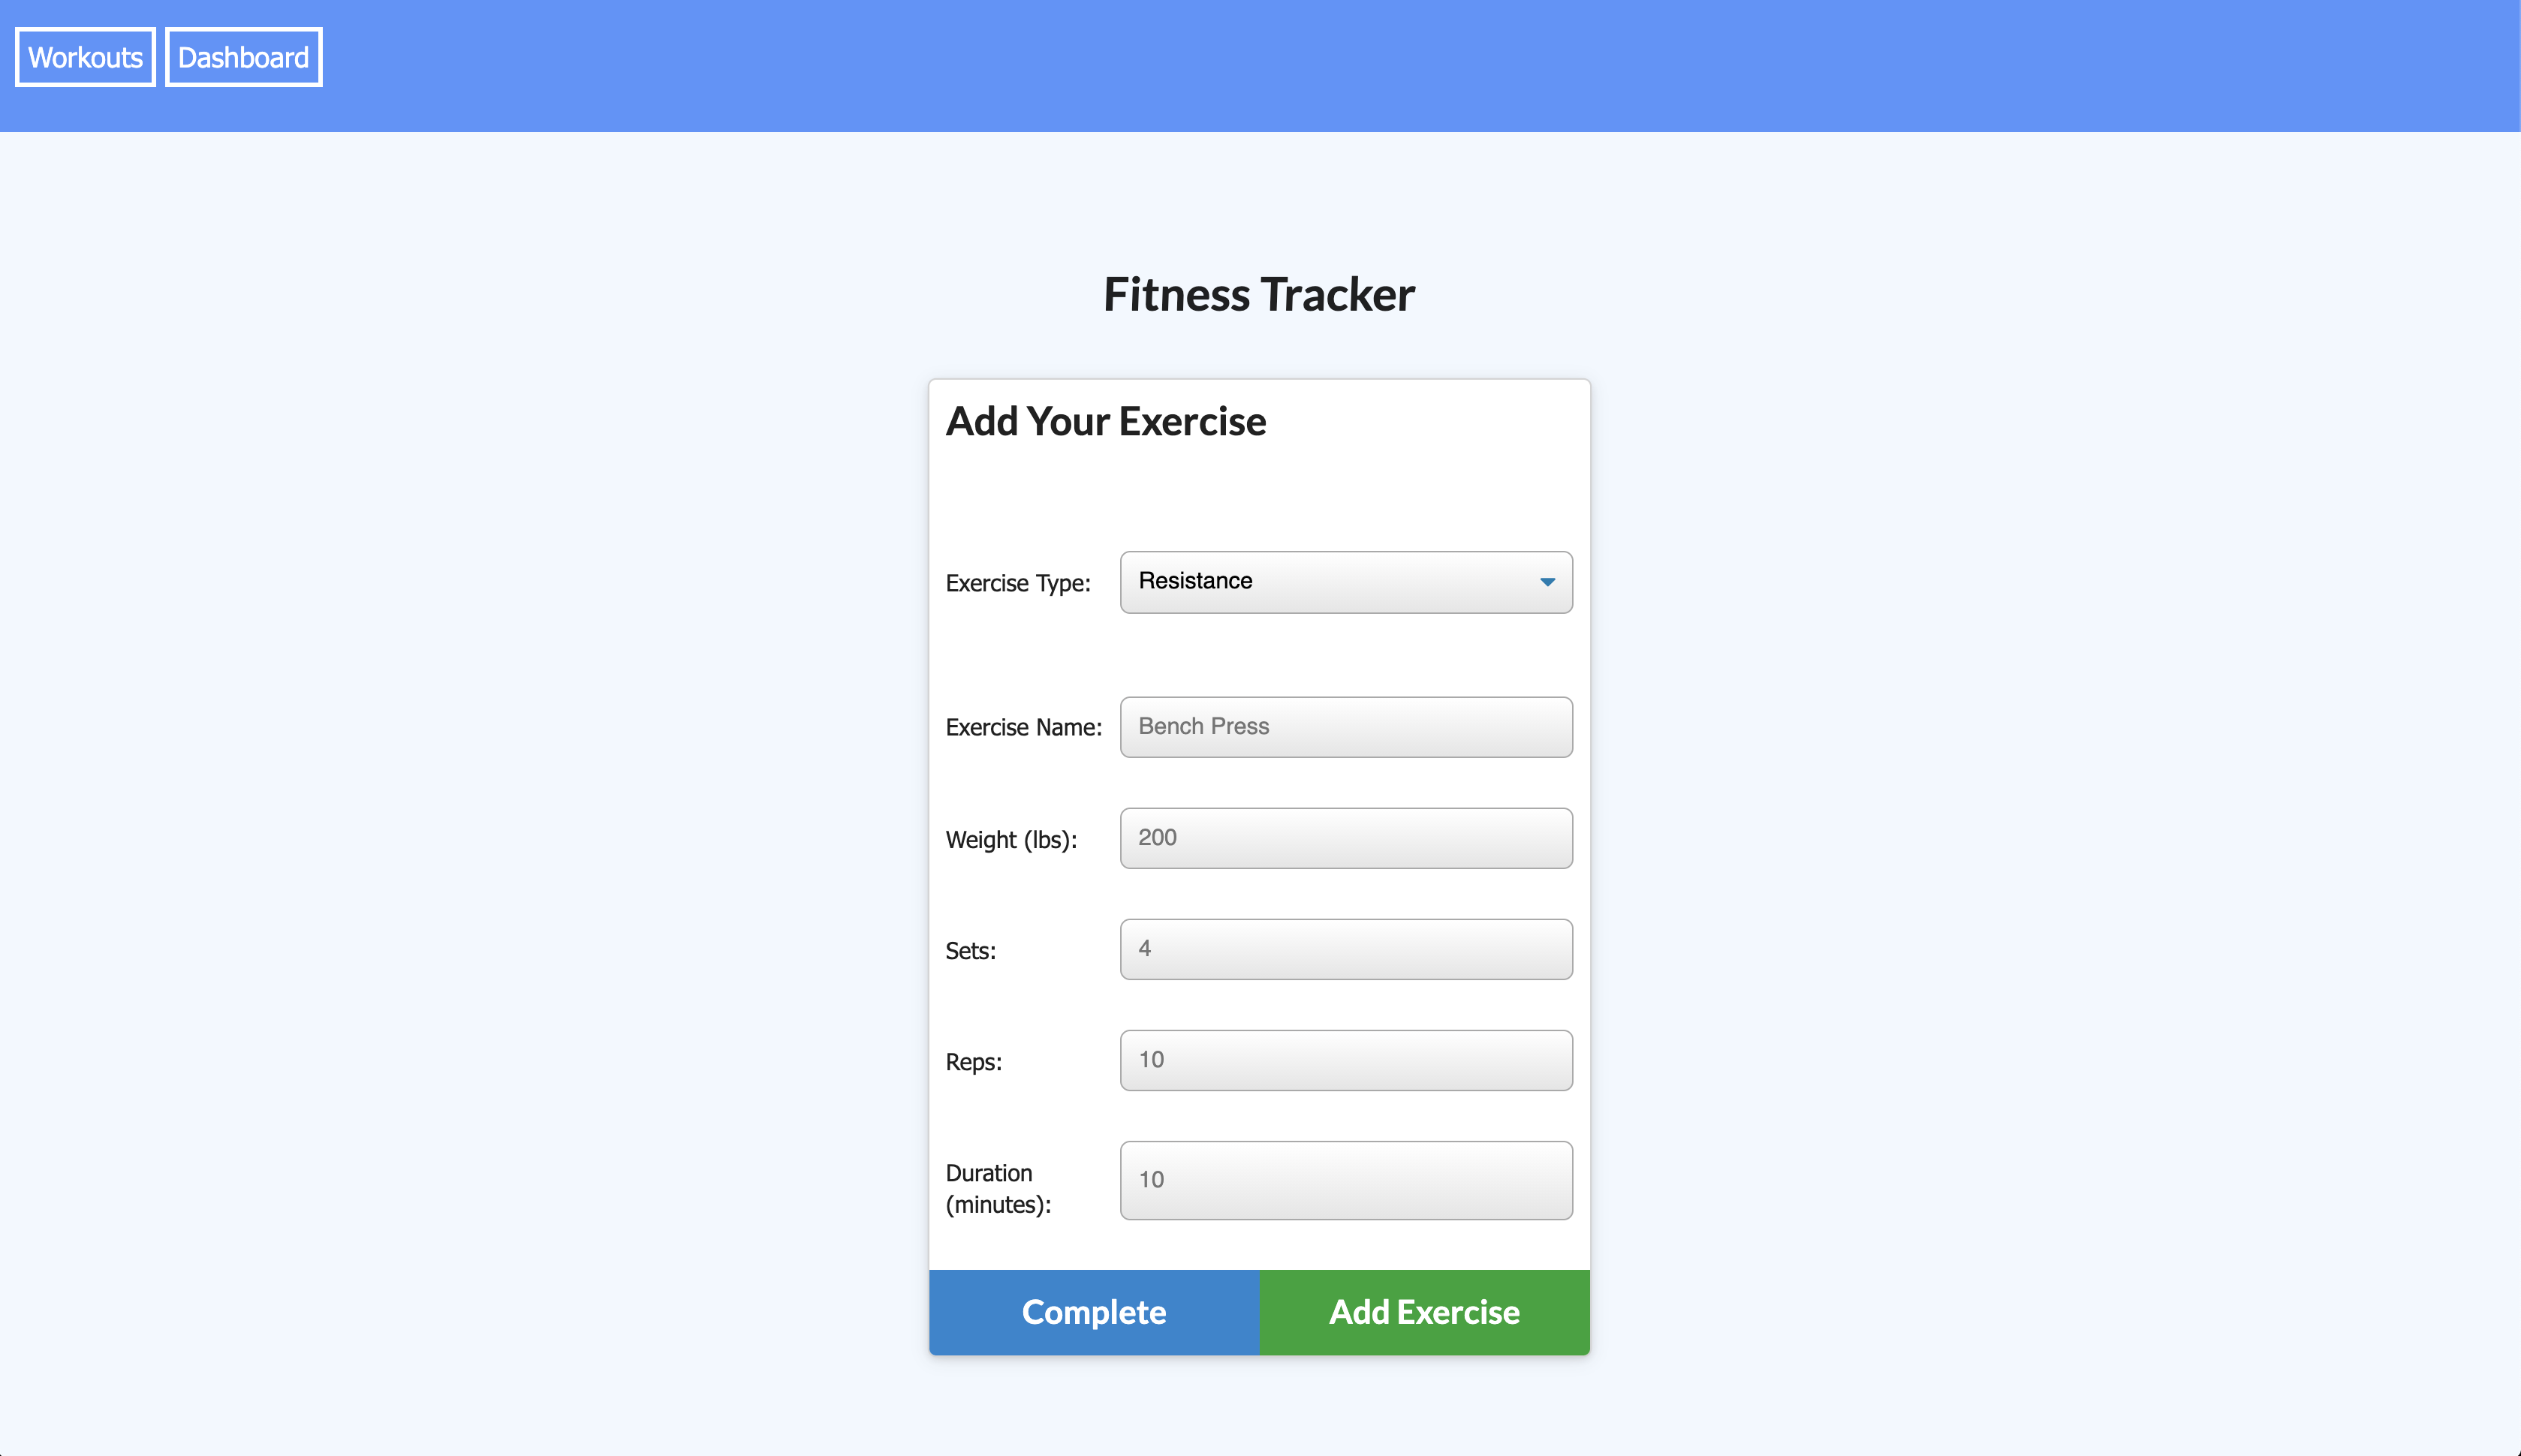 Workouts Dashboard
Fitness Tracker
Add Your Exercise
Exercise Type: Resistance
Exercise Name: Bench Press
Weight (lbs): 200
Sets: 4
Reps: 10
Duration
(minutes): 10
Complete Add Exercise